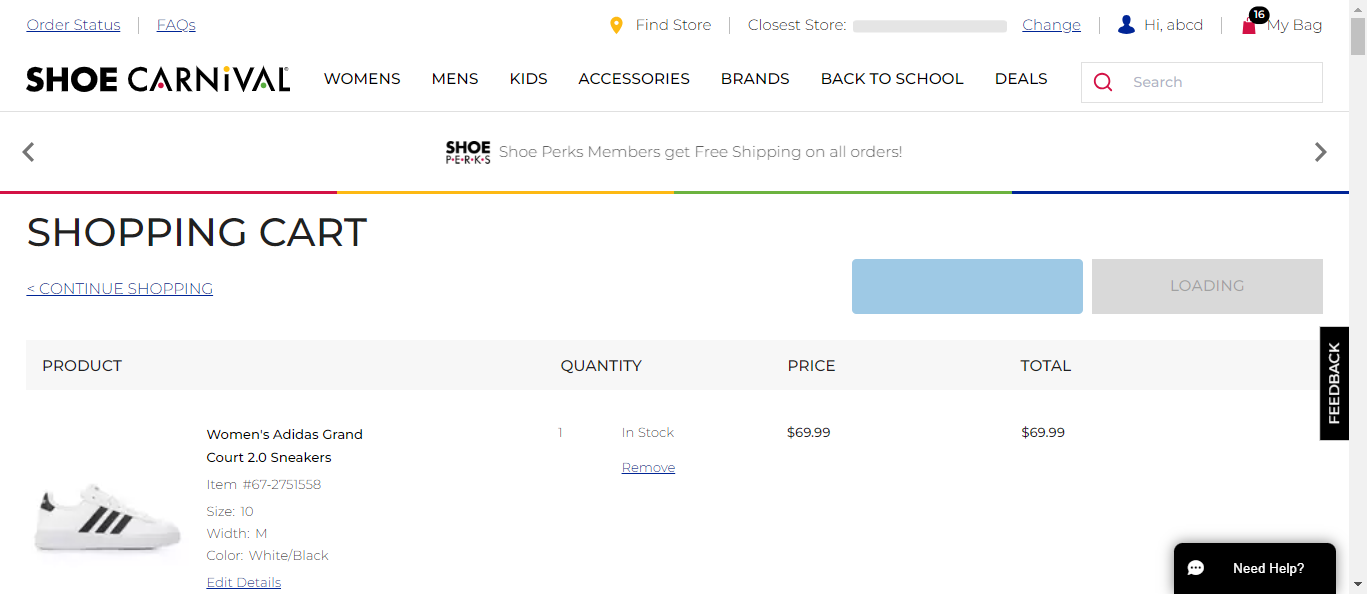 Order Status
FAQs
Find Store
Closest Store:
Change
Hi, abcd
16
My Bag
SHOE CARNIVAL
WOMENS
MENS
KIDS
ACCESSORIES
BRANDS
BACK TO SCHOOL
DEALS
Search
SHOE
P•E•R•K•S
Shoe Perks Members get Free Shipping on all orders!
SHOPPING CART
< CONTINUE SHOPPING
LOADING
PRODUCT
QUANTITY
PRICE
TOTAL
FEEDBACK
Women's Adidas Grand
Court 2.0 Sneakers
Item #67-2751558
Size: 10
Width: M
Color: White/Black
Edit Details
1
In Stock
Remove
$69.99
$69.99
Need Help?